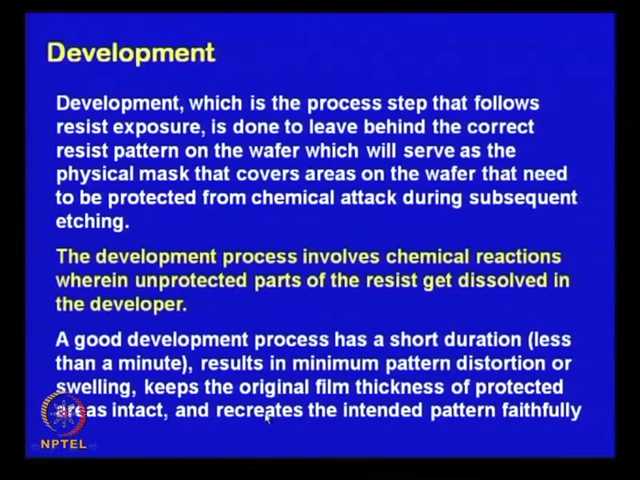 Development
Development, which is the process step that follows
resist exposure, is done to leave behind the correct
resist pattern on the wafer which will serve as the
physical mask that covers areas on the wafer that need
to be protected from chemical attack during subsequent
etching.
The development process involves chemical reactions
wherein unprotected parts of the resist get dissolved in
the developer.
A good development process has a short duration (less
than a minute), results in minimum pattern distortion or
swelling, keeps the original film thickness of protected
areas intact, and recreates the intended pattern faithfully
NPTEL